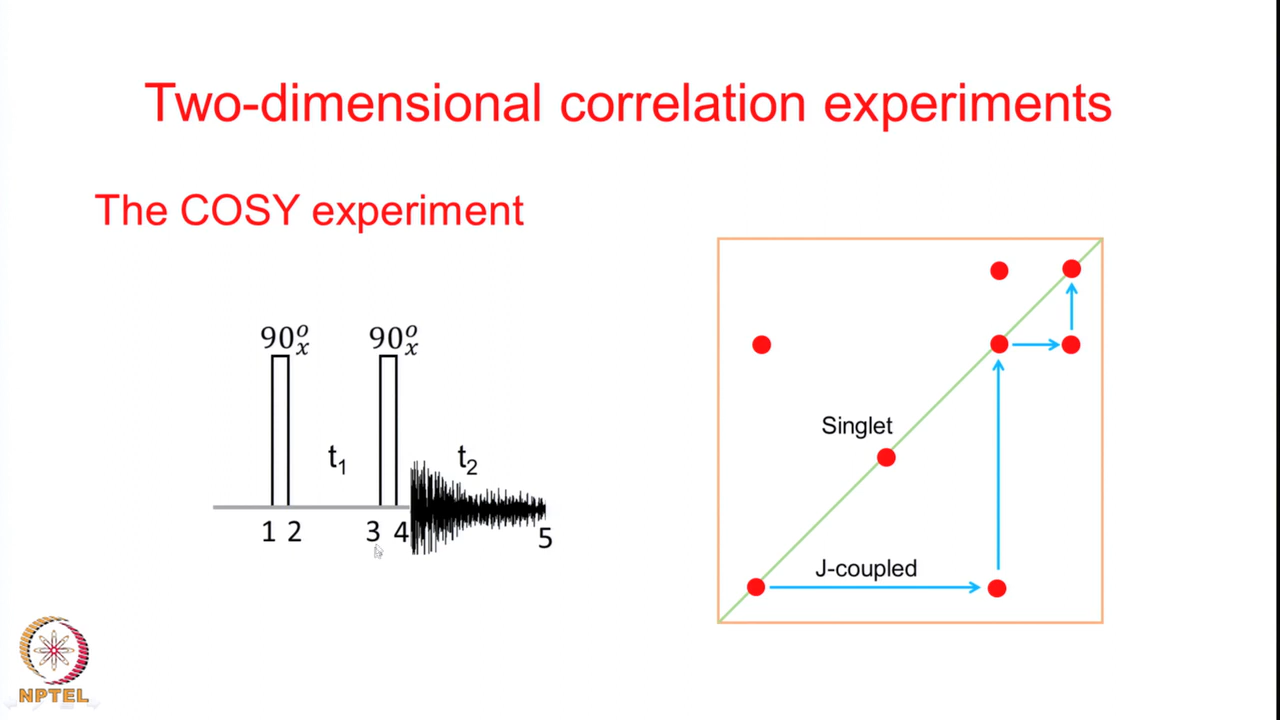 Two-dimensional correlation experiments
The COSY experiment
90°ₓ 90°ₓ
t₁ t₂
1 2 3 4 5
Singlet
J-coupled
NPTEL